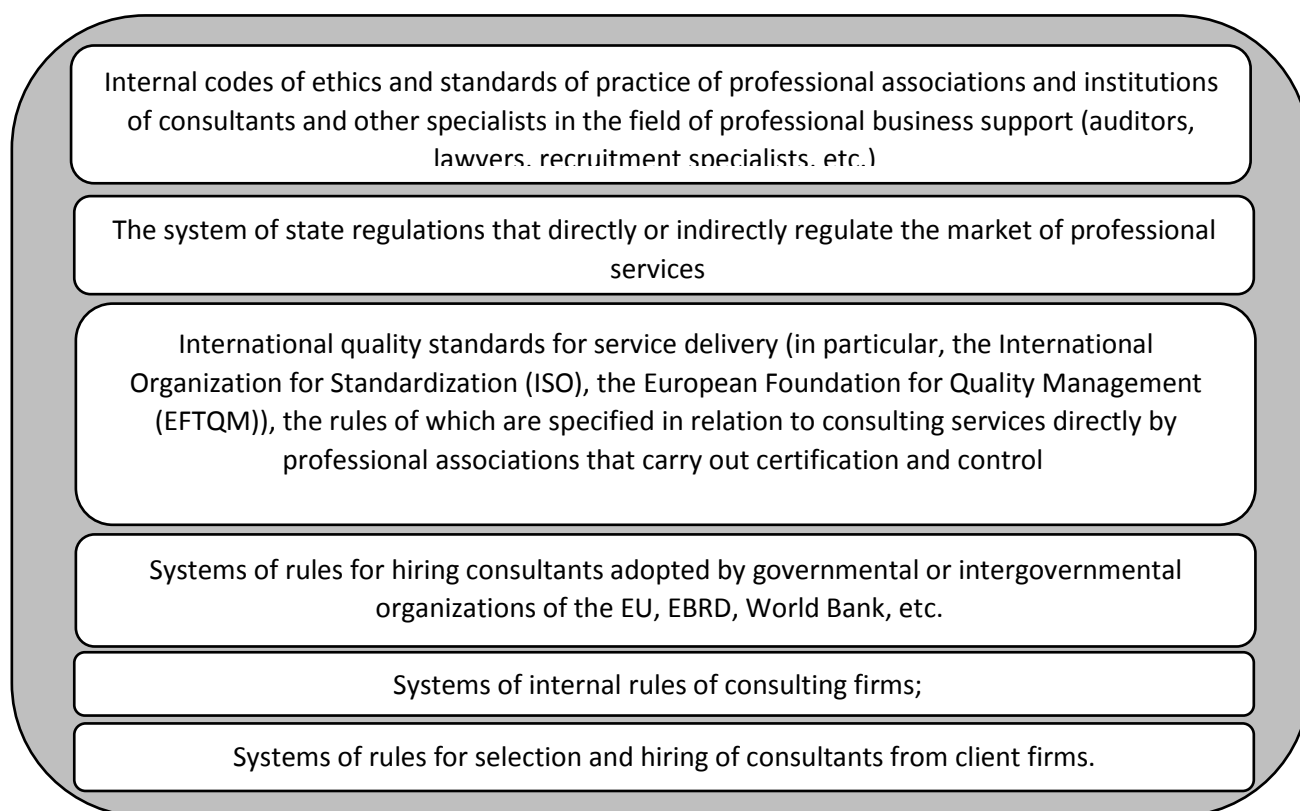 Internal codes of ethics and standards of practice of professional associations and institutions
of consultants and other specialists in the field of professional business support (auditors,
lawyers, recruitment specialists, etc.)
The system of state regulations that directly or indirectly regulate the market of professional
services
International quality standards for service delivery (in particular, the International
Organization for Standardization (ISO), the European Foundation for Quality Management
(EFTQM)), the rules of which are specified in relation to consulting services directly by
professional associations that carry out certification and control
Systems of rules for hiring consultants adopted by governmental or intergovernmental
organizations of the EU, EBRD, World Bank, etc.
Systems of internal rules of consulting firms;
Systems of rules for selection and hiring of consultants from client firms.